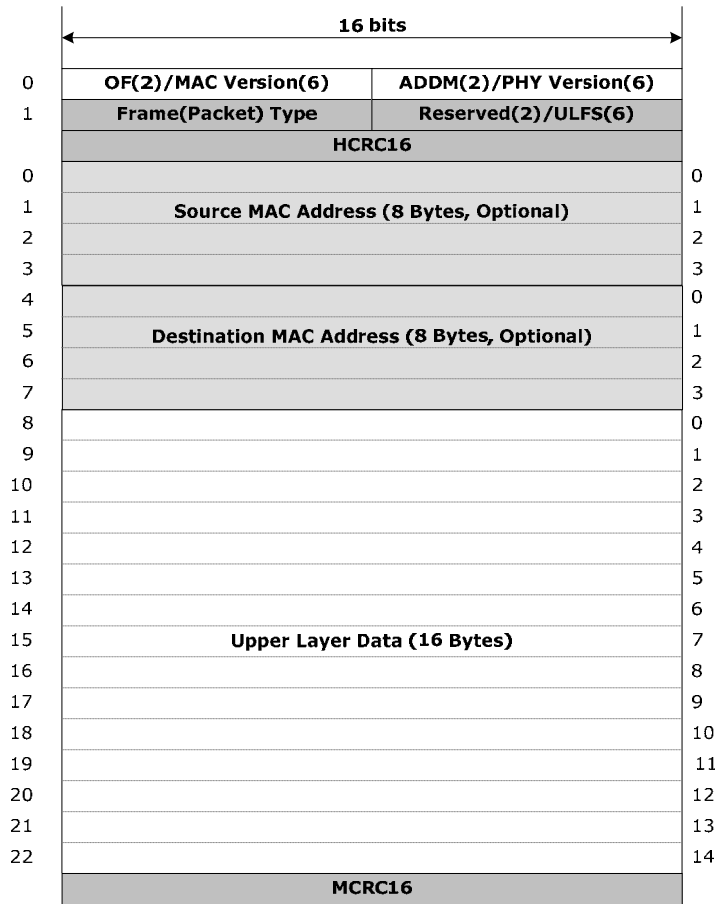 16 bits
0 OF(2)/MAC Version(6) ADDM(2)/PHY Version(6)
1 Frame(Packet) Type Reserved(2)/ULFS(6)
HCRC16
0 0
1 Source MAC Address (8 Bytes, Optional) 1
2 2
3 3
4 0
5 Destination MAC Address (8 Bytes, Optional) 1
6 2
7 3
8 0
9 1
10 2
11 3
12 4
13 5
14 6
15 Upper Layer Data (16 Bytes) 7
16 8
17 9
18 10
19 11
20 12
21 13
22 14
MCRC16